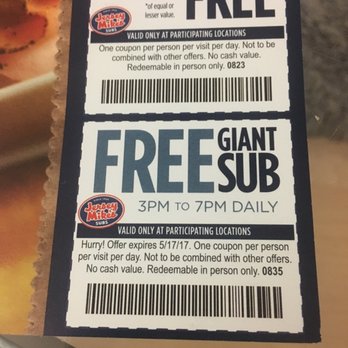 Jersey
Mike's
SUBS
*of equal or
lesser value.
FREE
VALID ONLY AT PARTICIPATING LOCATIONS
One coupon per person per visit per day. Not to be
combined with other offers. No cash value.
Redeemable in person only. 0823
FREE GIANT
SUB
3PM TO 7PM DAILY
Jersey
Mike's
SUBS
VALID ONLY AT PARTICIPATING LOCATIONS
Hurry! Offer expires 5/17/17. One coupon per person
per visit per day. Not to be combined with other offers.
No cash value. Redeemable in person only. 0835